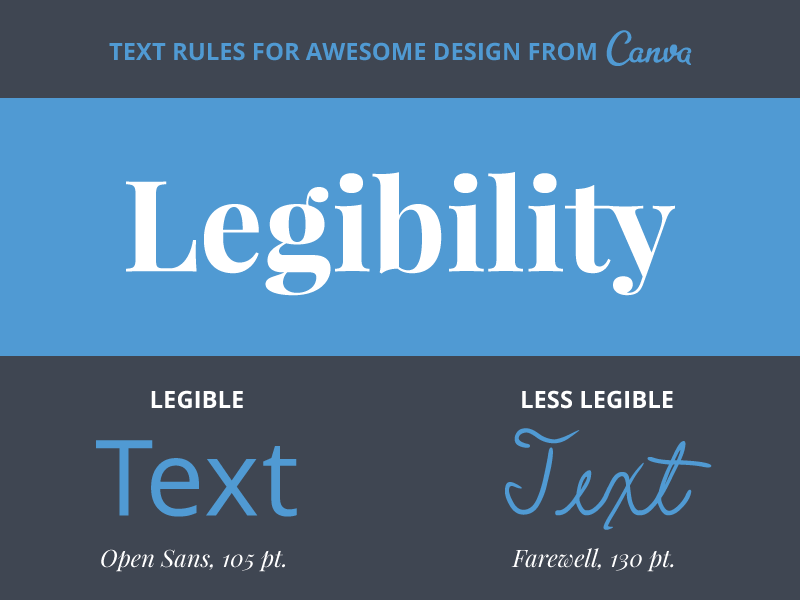 TEXT RULES FOR AWESOME DESIGN FROM Canva
Legibility
LEGIBLE
LESS LEGIBLE
Text
Text
Open Sans, 105 pt.
Farewell, 130 pt.